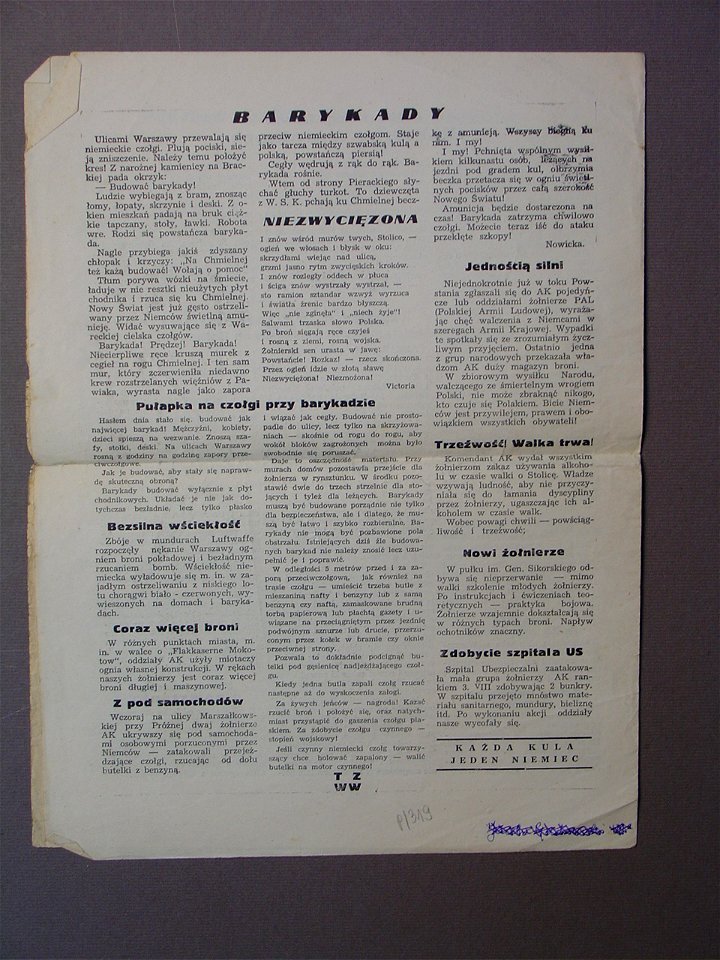 BARYKADY
Ulicami Warszawy przewalają się
niemieckie czołgi. Plują pociski, sie-
ją zniszczenie. Należy temu położyć
kres! Z narożnej kamienicy na Brac-
kiej pada okrzyk:
— Budować barykady!
Ludzie wybiegają z bram, znosząc
łomy, łopaty, skrzynie i deski. Z o-
kien mieszkań padają na bruk cięż-
kie tapczany, stoły, ławki. Robota
wre. Rodzi się powstańcza baryka-
da.
Nagle przybiega jakiś zdyszany
chłopak i krzyczy: „Na Chmielnej
też każą budować! Wołają o pomoc"
Tłum porywa wózki na śmiecie,
ładuje w nie resztki nieużytych płyt
chodnika i rzuca się ku Chmielnej.
Nowy Świat jest już gęsto ostrzeli-
wany przez Niemców świetlną amu-
nicję. Widać wysuwające się z Wa-
reckiej cielska czołgów.
Barykada! Prędzej! Barykada!
Niecierpliwe ręce kruszą murek z
cegieł na rogu Chmielnej. I ten sam
mur, który zczerwieniła niedawno
krew rozstrzelanych więźniów z Pa-
wiaka, wyrasta nagle jako zapora
przeciw niemieckim czołgom. Staje
jako tarcza między szwabską kulą a
polską, powstańczą piersią!
Cegły wędrują z rąk do rąk. Ba-
rykada rośnie.
Wtem od strony Pierackiego sły-
chać głuchy turkot. To dziewczęta
z W. S. K. pchają ku Chmielnej becz-
kę z amunicją. Wszyscy biegną ku
nim. I my!
I my! Pchnięta wspólnym wysił-
kiem kilkunastu osób, leżących na
jezdni pod gradem kul, olbrzymia
beczka przetacza się w ogniu świetl-
nych pocisków przez całą szerokość
Nowego Światu!
Amunicja będzie dostarczona na
czas! Barykada zatrzyma chwilowo
czołgi. Możecie teraz iść do ataku
przeklęte szkopy!
Nowicka.
NIEZWYCIĘŻONA
I znów wśród murów twych, Stolico, —
ogień we włosach i błysk w oku:
skrzydłami wiejąc nad ulicą,
grzmi jasno rytm zwycięskich kroków.
I znów rozległ oddech w płuca
i ściga znów wystrzały wystrzał, —
sto ramion sztandar wzwyż wyrzuca
i światła źrenic bardzo błyszczą.
Więc „nie zginęła" i „niech żyje"!
Salwami trzaska słowo Polska.
Po broń sięgają ręce czyjeś
i rosną z ziemi, rosną wojska.
Żołnierski sen urasta w jawę:
Powstańcie! Rozkaz! — rzecz skończona.
Przez ogień idzie w złotą sławę
Niezwyciężona! Niezmożona!
Victoria
Pułapka na czołgi przy barykadzie
Hasłem dnia stało się, budować jak
najwięcej barykad! Mężczyźni, kobiety,
dzieci spieszą na wezwanie. Znoszą sza-
fy, stołki, deski. Na ulicach Warszawy
rosną z godziny na godzinę zapory prze-
ciwczołgowe.
Jak je budować, aby stały się napraw-
dę skuteczną obroną?
Barykady budować wyłącznie z płyt
chodnikowych. Układać je nie jak do-
tychczas bezładnie, lecz tylko płasko
i wiązać jak cegły. Budować nie prosto-
padle do ulicy, lecz tylko na skrzyżowa-
niach — skośnie od rogu do rogu, aby
wokół bloków zagrożonych można było
swobodnie się poruszać.
Daje to oszczędność materiału. Przy
murach domów pozostawia przejście dla
żołnierza w rynsztunku. W środku pozo-
stawić dwie do trzech strzelnie dla sto-
jących i tyleż dla leżących. Barykady
muszą być budowane porządnie nie tylko
dla bezpieczeństwa, ale i dlatego, że mu-
szą być łatwo i szybko rozbieralne. Ba-
rykady nie mogą być pozbawione pola
obstrzału. Istniejących dziś źle budowa-
nych barykad nie należy znosić lecz uzu-
pełnić je i poprawić.
W odległości 5 metrów przed i za za-
porą przeciwczołgową, jak również na
trasie czołgu — umieścić trzeba butle z
mieszaniną nafty i benzyny lub z samą
benzyną czy naftą, zamaskowane brudną
torbą papierową lub płachtą gazety i u-
wiązane na przeciągniętym przez jezdnię
podwójnym sznurze lub drucie, przerzu-
conym przez kołek w bramie czy oknie
przeciwnej strony.
Pozwala to dokładnie podciągnąć bu-
telki pod gąsienicę nadjeżdżającego czoł-
gu.
Kiedy jedna butla zapali czołg rzucać
następne aż do wyskoczenia załogi.
Za żywych jeńców — nagroda! Kazać
rzucić broń i położyć się, oraz natych-
miast przystąpić do gaszenia czołgu pia-
skiem. Za zdobycie czołgu czynnego —
stopień wojskowy!
Jeśli czynny niemiecki czołg towarzy-
szący chce holować zapalony — walić
butelki na motor czynnego!
Bezsilna wściekłość
Zbóje w mundurach Luftwaffe
rozpoczęły nękanie Warszawy og-
niem broni pokładowej i bezładnym
rzucaniem bomb. Wściekłość nie-
miecka wyładowuje się m. in. w za-
jadłym ostrzeliwaniu z niskiego lo-
tu chorągwi biało - czerwonych, wy-
wieszonych na domach i baryka-
dach.
Coraz więcej broni
W różnych punktach miasta, m.
in. w walce o „Flakkaserne Moko-
tow", oddziały AK użyły miotaczy
ognia własnej konstrukcji. W rękach
naszych żołnierzy jest coraz więcej
broni długiej i maszynowej.
Z pod samochodów
Wczoraj na ulicy Marszałkows-
kiej przy Próżnej dwaj żołnierze
AK ukrywszy się pod samochoda-
mi osobowymi porzuconymi przez
Niemców — zatakowali przejeż-
dzające czołgi, rzucając od dołu
butelki z benzyną.
T Z
WW
Jednością silni
Niejednokrotnie już w toku Pow-
stania zgłaszali się do AK pojedyń-
cze lub oddziałami żołnierze PAL
(Polskiej Armii Ludowej), wyraża-
jąc chęć walczenia z Niemcami w
szeregach Armii Krajowej. Wypadki
te spotkały się ze zrozumiałym życz-
liwym przyjęciem. Ostatnio jedna
z grup narodowych przekazała wła-
dzom AK duży magazyn broni.
W zbiorowym wysiłku Narodu,
walczącego ze śmiertelnym wrogiem
Polski, nie może zbraknąć nikogo,
kto czuje się Polakiem. Bicie Niem-
ców jest przywilejem, prawem i obo-
wiązkiem wszystkich obywateli!
Trzeźwość! Walka trwa!
Komendant AK wydał wszystkim
żołnierzom zakaz używania alkoho-
lu w czasie walki o Stolicę. Władze
wzywają ludność, aby nie przyczy-
niała się do łamania dyscypliny
przez żołnierzy, ugaszczając ich al-
koholem w czasie walk.
Wobec powagi chwili — powściąg-
liwość i trzeźwość;
Nowi żołnierze
W pułku im. Gen. Sikorskiego od-
bywa się nieprzerwanie — mimo
walki szkolenie młodych żołnierzy.
Po instrukcjach i ćwiczeniach teo-
retycznych — praktyka bojowa.
Żołnierze wzajemnie dokształcają się
w różnych typach broni. Napływ
ochotników znaczny.
Zdobycie szpitala US
Szpital Ubezpieczalni zaatakowa-
ła mała grupa żołnierzy AK ran-
kiem 3. VIII zdobywając 2 bunkry.
W szpitalu przejęto mnóstwo mate-
riału sanitarnego, mundury, bieliznę
itd. Po wykonaniu akcji oddziały
nasze wycofały się.
KAŻDA KULA
JEDEN NIEMIEC
P/319